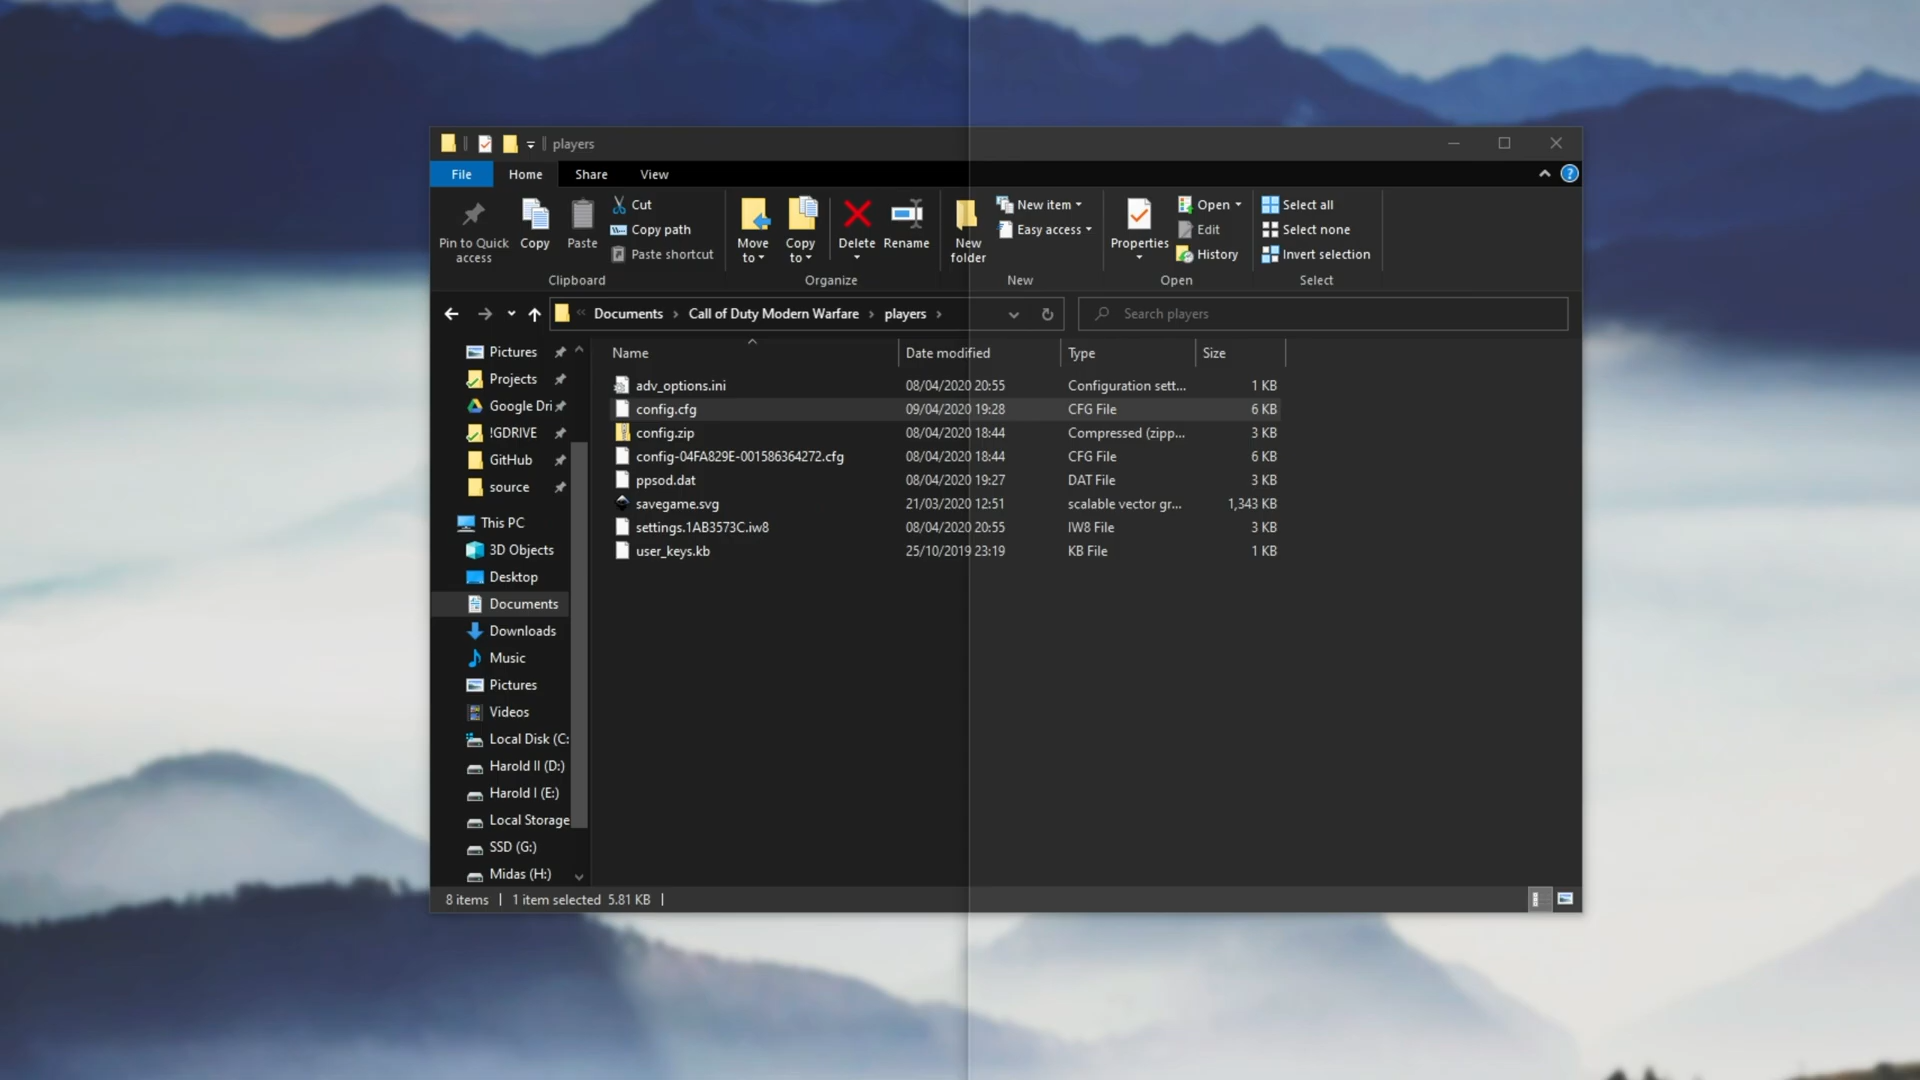 players
File Home Share View
Pin to Quick access
Copy
Paste
Cut
Copy path
Paste shortcut
Clipboard
Move to
Copy to
Delete
Rename
Organize
New folder
New item
Easy access
New
Properties
Open
Edit
History
Open
Select all
Select none
Invert selection
Select
« Documents › Call of Duty Modern Warfare › players ›
Search players
Pictures
Projects
Google Dri
!GDRIVE
GitHub
source
This PC
3D Objects
Desktop
Documents
Downloads
Music
Pictures
Videos
Local Disk (C:
Harold II (D:)
Harold I (E:)
Local Storage
SSD (G:)
Midas (H:)
Name Date modified Type Size
adv_options.ini 08/04/2020 20:55 Configuration sett... 1 KB
config.cfg 09/04/2020 19:28 CFG File 6 KB
config.zip 08/04/2020 18:44 Compressed (zipp... 3 KB
config-04FA829E-001586364272.cfg 08/04/2020 18:44 CFG File 6 KB
ppsod.dat 08/04/2020 19:27 DAT File 3 KB
savegame.svg 21/03/2020 12:51 scalable vector gr... 1,343 KB
settings.1AB3573C.iw8 08/04/2020 20:55 IW8 File 3 KB
user_keys.kb 25/10/2019 23:19 KB File 1 KB
8 items | 1 item selected 5.81 KB |